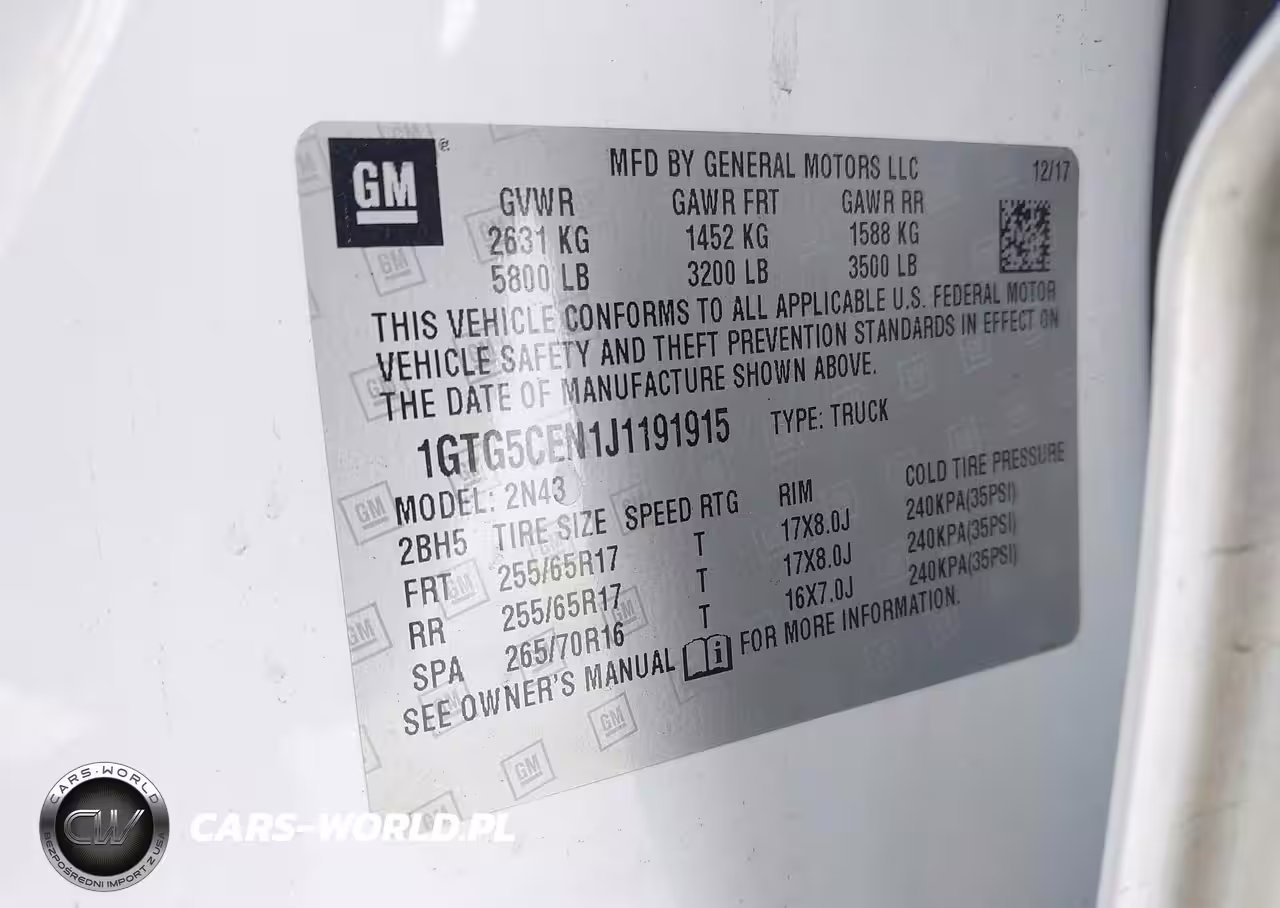 GM ®
MFD BY GENERAL MOTORS LLC 12/17
GVWR GAWR FRT GAWR RR
2631 KG 1452 KG 1588 KG
5800 LB 3200 LB 3500 LB
THIS VEHICLE CONFORMS TO ALL APPLICABLE U.S. FEDERAL MOTOR
VEHICLE SAFETY AND THEFT PREVENTION STANDARDS IN EFFECT ON
THE DATE OF MANUFACTURE SHOWN ABOVE.
1GTG5CEN1J1191915 TYPE: TRUCK
MODEL: 2N43
2BH5 TIRE SIZE SPEED RTG RIM COLD TIRE PRESSURE
FRT 255/65R17 T 17X8.0J 240KPA(35PSI)
RR 255/65R17 T 17X8.0J 240KPA(35PSI)
SPA 265/70R16 T 16X7.0J 240KPA(35PSI)
SEE OWNER'S MANUAL FOR MORE INFORMATION.
CARS-WORLD
CW
BEZPOŚREDNI IMPORT Z USA
CARS-WORLD.PL